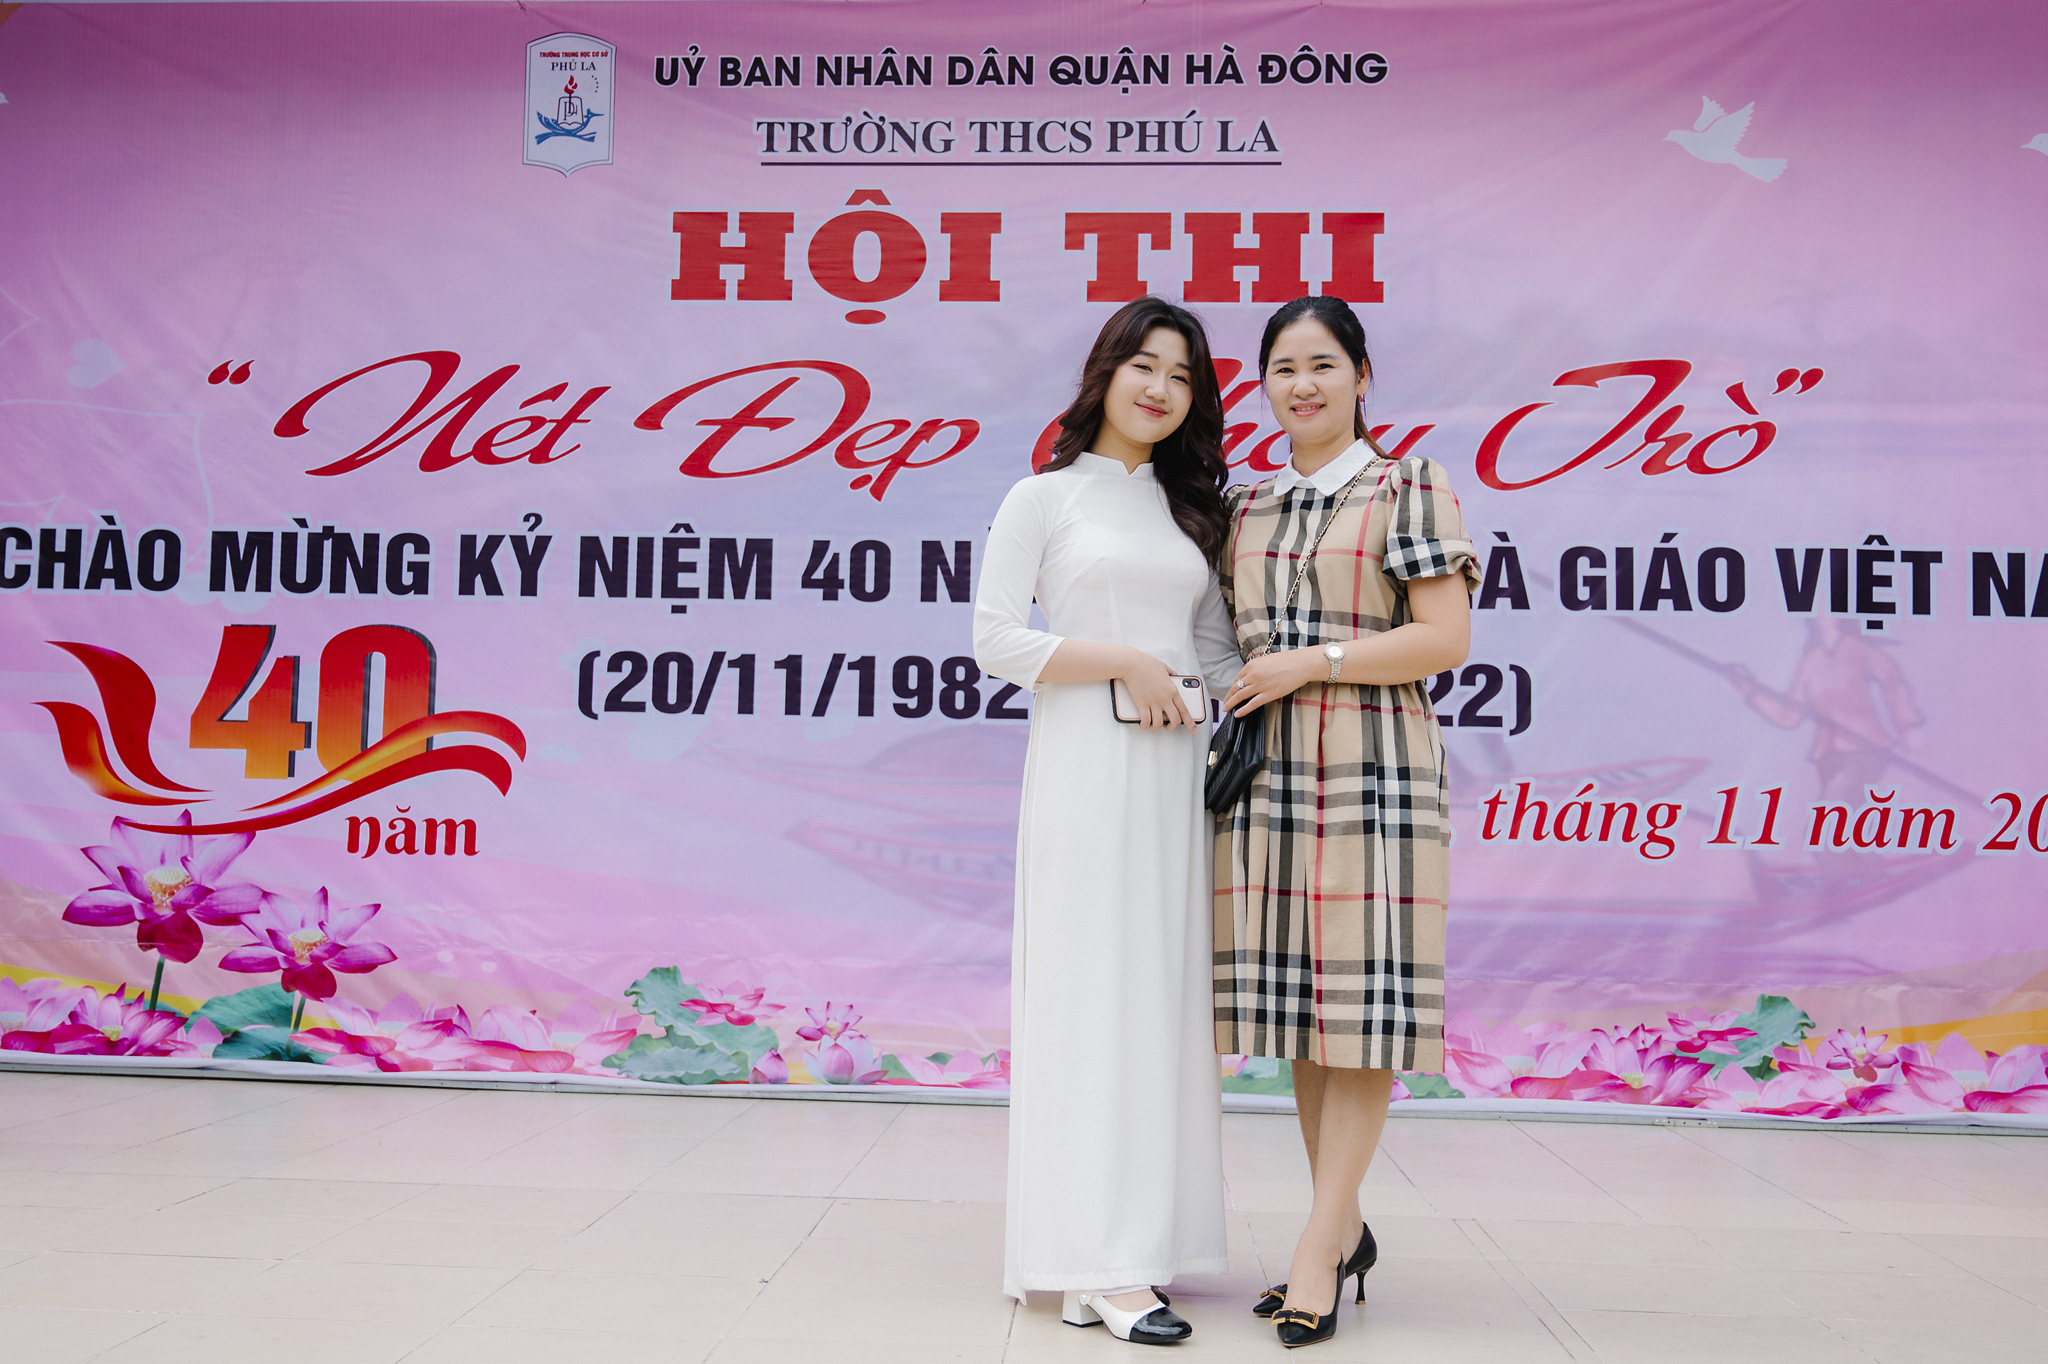 TRƯỜNG TRUNG HỌC CƠ SỞ
PHÚ LA
UỶ BAN NHÂN DÂN QUẬN HÀ ĐÔNG
TRƯỜNG THCS PHÚ LA
HỘI THI
“Nét Đẹp Trò”
CHÀO MỪNG KỶ NIỆM 40 GIÁO VIỆT
(20/11/1982 22)
40
năm
tháng 11 năm 20